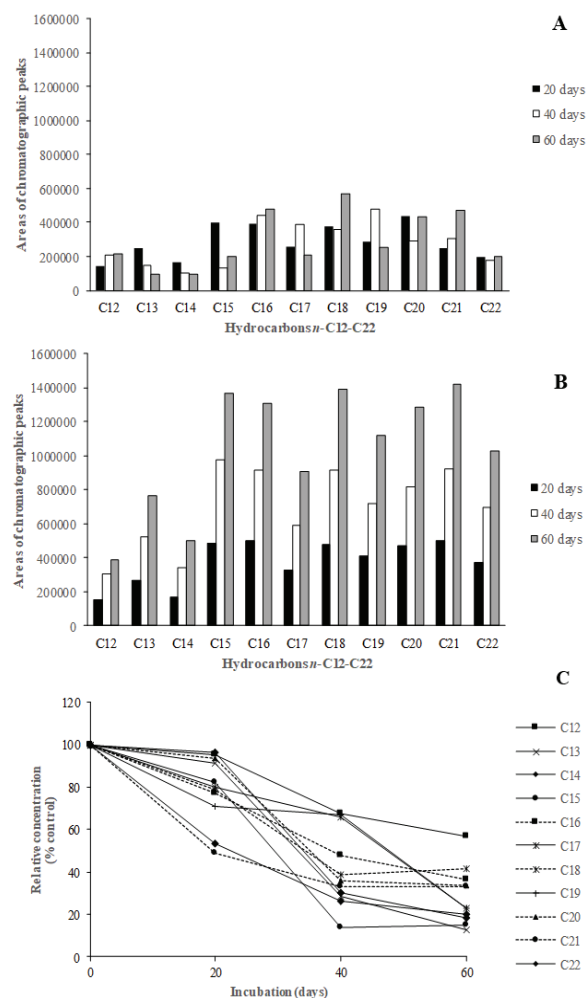 A
1600000
1400000
1200000
1000000
800000
600000
400000
200000
0
Areas of chromatographic peaks
20 days
40 days
60 days
C12 C13 C14 C15 C16 C17 C18 C19 C20 C21 C22
Hydrocarbons n-C12-C22
B
1600000
1400000
1200000
1000000
800000
600000
400000
200000
0
Areas of chromatographic peaks
20 days
40 days
60 days
C12 C13 C14 C15 C16 C17 C18 C19 C20 C21 C22
Hydrocarbons n-C12-C22
C
120
100
80
60
40
20
0
Relative concentration
(% control)
0 20 40 60
Incubation (days)
C12
C13
C14
C15
C16
C17
C18
C19
C20
C21
C22